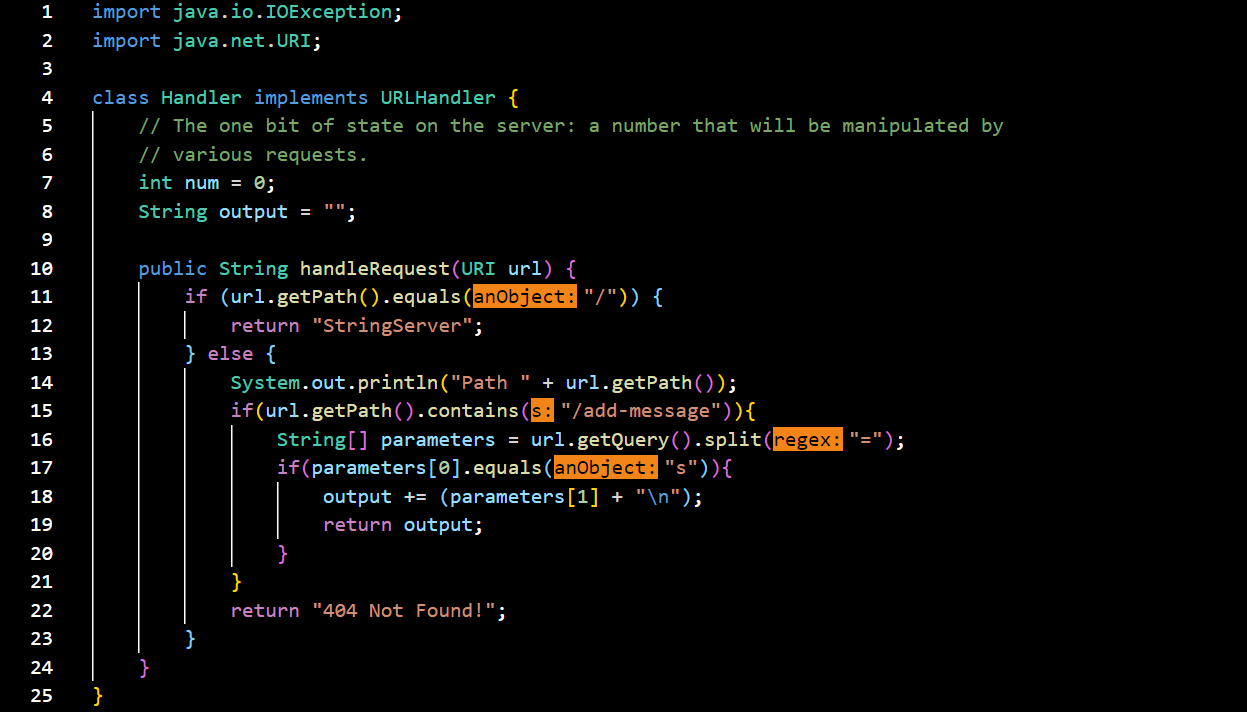 1 import java.io.IOException;
2 import java.net.URI;
3
4 class Handler implements URLHandler {
5     // The one bit of state on the server: a number that will be manipulated by
6     // various requests.
7     int num = 0;
8     String output = "";
9
10     public String handleRequest(URI url) {
11         if (url.getPath().equals(anObject: "/")) {
12             return "StringServer";
13         } else {
14             System.out.println("Path " + url.getPath());
15             if(url.getPath().contains(s: "/add-message")){
16                 String[] parameters = url.getQuery().split(regex: "=");
17                 if(parameters[0].equals(anObject: "s")){
18                     output += (parameters[1] + "\n");
19                     return output;
20                 }
21             }
22             return "404 Not Found!";
23         }
24     }
25 }